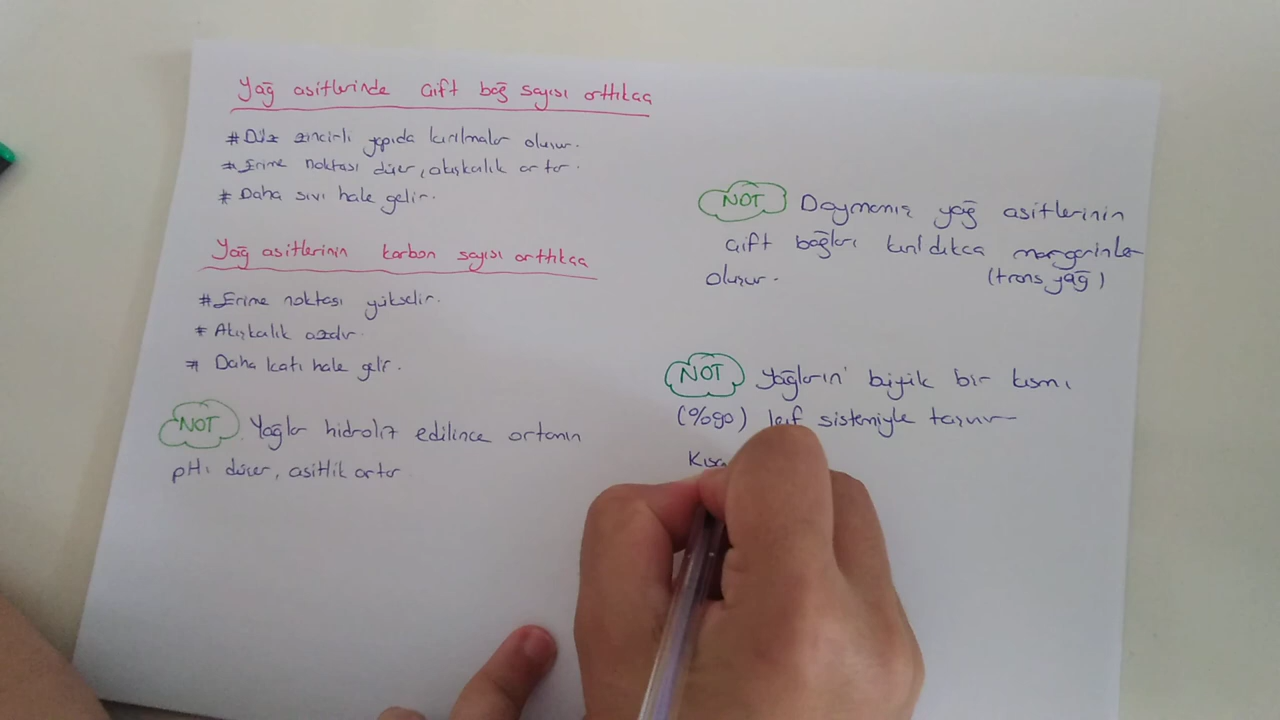 Yağ asitlerinde çift bağ sayısı arttıkça
# Düz zincirli yapıda kırılmalar oluşur.
# Erime noktası düşer, akışkanlık artar.
# Daha sıvı hale gelir.
Yağ asitlerinin karbon sayısı arttıkça
# Erime noktası yükselir.
# Akışkanlık azdır.
# Daha katı hale gelir.
NOT Yağlar hidroliz edilince ortamın
pHı düşer, asitlik artar
NOT Doymamış yağ asitlerinin
çift bağları kırıldıkça margarinler
oluşur. (trans yağ)
NOT Yağların büyük bir kısmı
(%90) lenf sistemiyle taşınır
Kısa